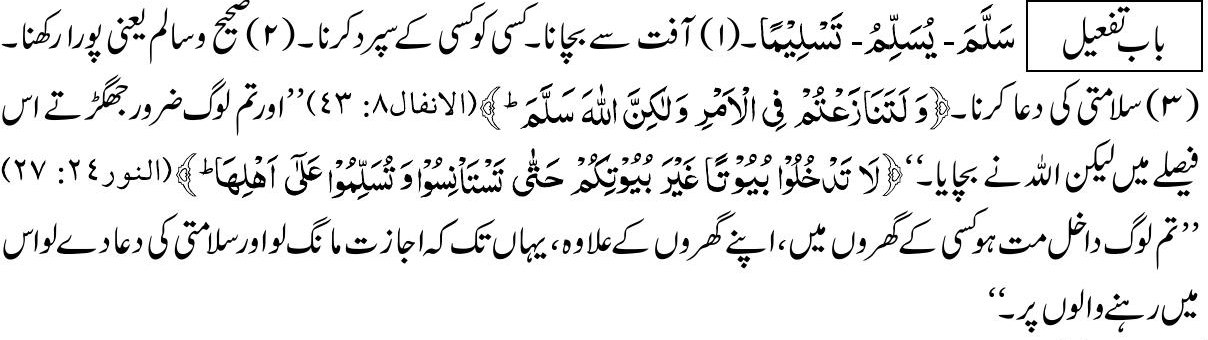 باب تفعیل سَلَّمَ۔ یُسَلِّمُ۔ تَسْلِیْمًا۔ (۱) آفت سے بچانا۔ کسی کو کسی کے سپرد کرنا۔ (۲) صحیح و سالم یعنی پورا رکھنا۔
(۳) سلامتی کی دعا کرنا۔ ﴿وَ لَتَنَازَعْتُمْ فِی الْاَمْرِ وَلٰکِنَّ اللّٰهَ سَلَّمَ ؕ﴾ (الانفال۸: ۴۳) ’’اور تم لوگ ضرور جھگڑتے اس
فیصلے میں لیکن اللہ نے بچایا۔‘‘ ﴿لَا تَدْخُلُوْا بُیُوْتًا غَیْرَ بُیُوْتِکُمْ حَتّٰی تَسْتَاْنِسُوْا وَ تُسَلِّمُوْا عَلٰٓی اَهْلِهَا ؕ﴾ (النور۲۴: ۲۷)
’’تم لوگ داخل مت ہو کسی کے گھروں میں، اپنے گھروں کے علاوہ، یہاں تک کہ اجازت مانگ لو اور سلامتی کی دعا دے لو اس
میں رہنے والوں پر۔‘‘